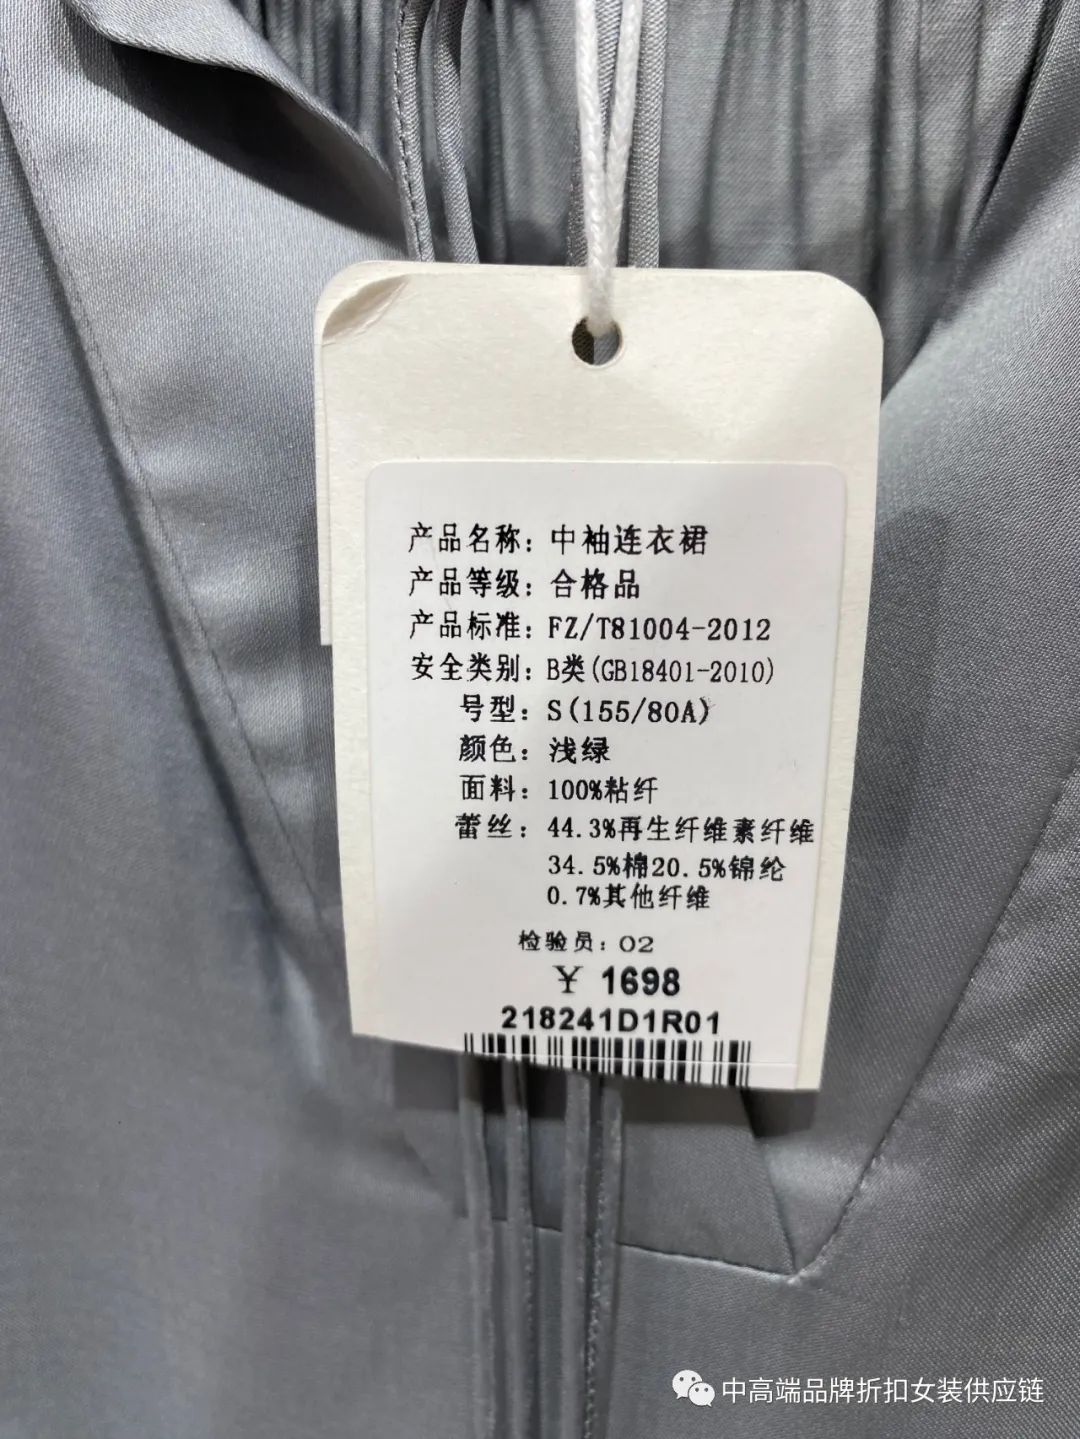 产品名称：中袖连衣裙
产品等级：合格品
产品标准：FZ/T81004-2012
安全类别：B类(GB18401-2010)
号型：S(155/80A)
颜色：浅绿
面料：100%粘纤
蕾丝：44.3%再生纤维素纤维
34.5%棉20.5%锦纶
0.7%其他纤维
检验员：02
￥ 1698
218241D1R01
中高端品牌折扣女装供应链